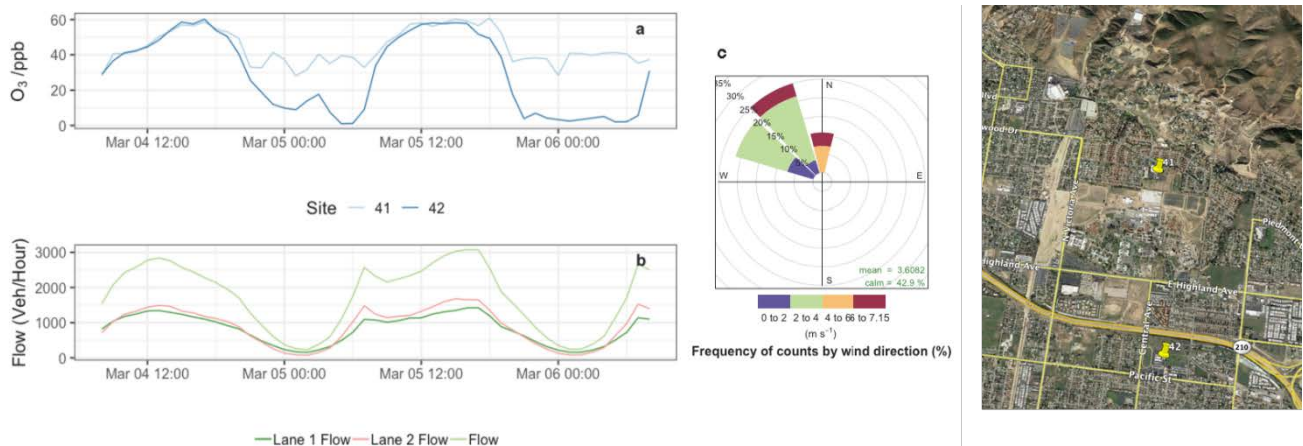 60
40
20
0
O3 /ppb
a
Mar 04 12:00
Mar 05 00:00
Mar 05 12:00
Mar 06 00:00
Site
41
42
3000
2000
1000
0
Flow (Veh/Hour)
b
Mar 04 12:00
Mar 05 00:00
Mar 05 12:00
Mar 06 00:00
Lane 1 Flow
Lane 2 Flow
Flow
c
35%
30%
25%
20%
15%
10%
5%
N
W
E
S
mean = 3.6082
calm = 42.9 %
0 to 2
2 to 4
4 to 6
6 to 7.15
(m s⁻¹)
Frequency of counts by wind direction (%)
41
Piedmont
Highland Ave
E Highland Ave
Central Ave
42
210
Pacific St